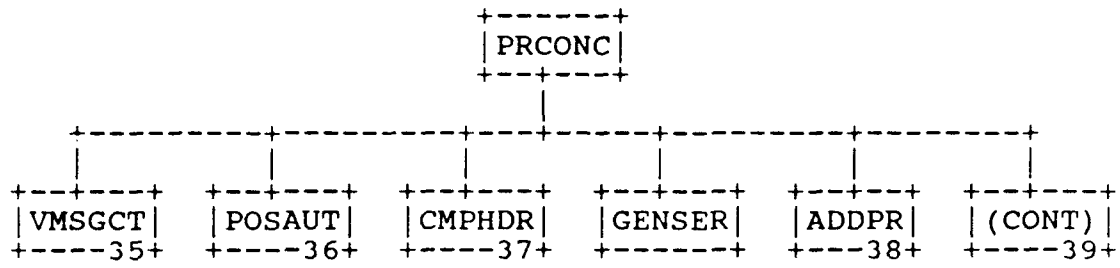 PRCONC
VMSGCT POSAUT CMPHDR GENSER ADDPR (CONT)
35 36 37 38 39